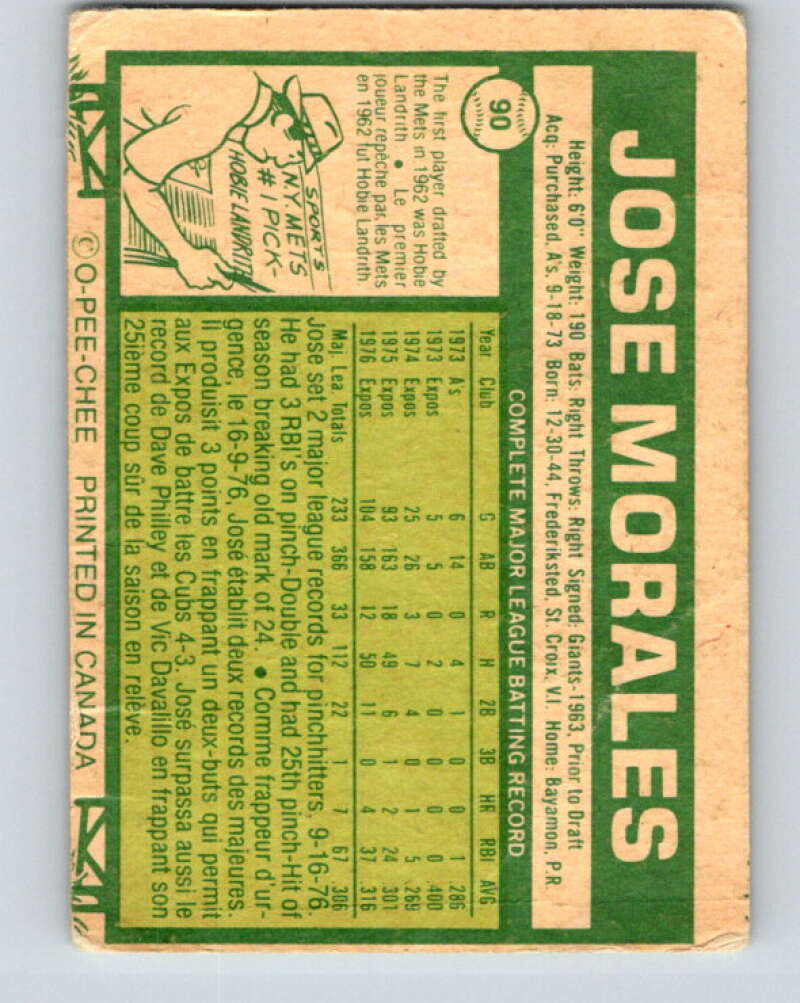 90
JOSE MORALES
Height: 6'0" Weight: 190 Bats: Right Throws: Right Signed: Giants-1963, Prior to Draft
Acq: Purchased, A's, 9-18-73 Born: 12-30-44, Frederiksted, St. Croix, V.I. Home: Bayamon, P.R.
The first player drafted by
the Mets in 1962 was Hobie
Landrith ● Le premier
joueur repêché par les Mets
en 1962 fut Hobie Landrith.
SPORTS
N.Y. METS
#1 PICK-
HOBIE LANDRITH
COMPLETE MAJOR LEAGUE BATTING RECORD
Year Club G AB R H 2B 3B HR RBI AVG
1973 A's 6 14 0 4 1 0 0 1 .286
1973 Expos 5 5 0 2 0 0 0 0 .400
1974 Expos 25 26 3 7 4 0 1 5 .269
1975 Expos 93 163 18 49 6 1 2 24 .301
1976 Expos 104 158 12 50 11 0 4 37 .316
Maj. Lea. Totals 233 366 33 112 22 1 7 67 .306
Jose set 2 major league records for pinchhitters, 9-16-76.
He had 3 RBI's on pinch-Double and had 25th pinch-Hit of
season breaking old mark of 24. ● Comme frappeur d'ur-
gence, le 16-9-76, José établit deux records des majeures.
Il produisit 3 points en frappant un deux-buts qui permit
aux Expos de battre les Cubs 4-3. José surpassa aussi le
record de Dave Philley et de Vic Davalillo en frappant son
25ième coup sûr de la saison en relève.
© O-PEE-CHEE PRINTED IN CANADA